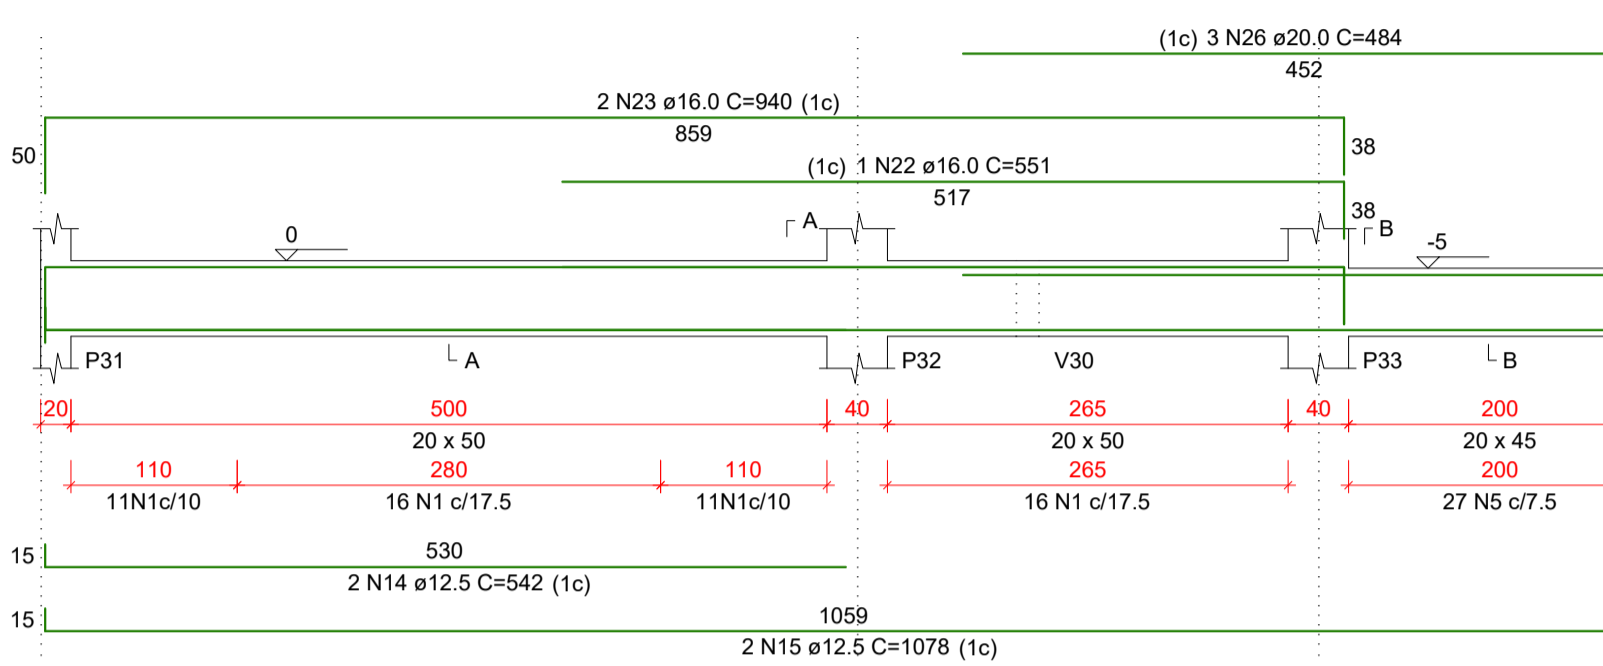 (1c) 3 N26 ø20.0 C=484
452
2 N23 ø16.0 C=940 (1c)
859
50
38
(1c) 1 N22 ø16.0 C=551
517
38
A
B
0
-5
P31
A
P32
V30
P33
B
20
500
40
265
40
200
20 x 50
20 x 50
20 x 45
110
280
110
265
200
11N1c/10
16 N1 c/17.5
11N1c/10
16 N1 c/17.5
27 N5 c/7.5
15
530
2 N14 ø12.5 C=542 (1c)
15
1059
2 N15 ø12.5 C=1078 (1c)